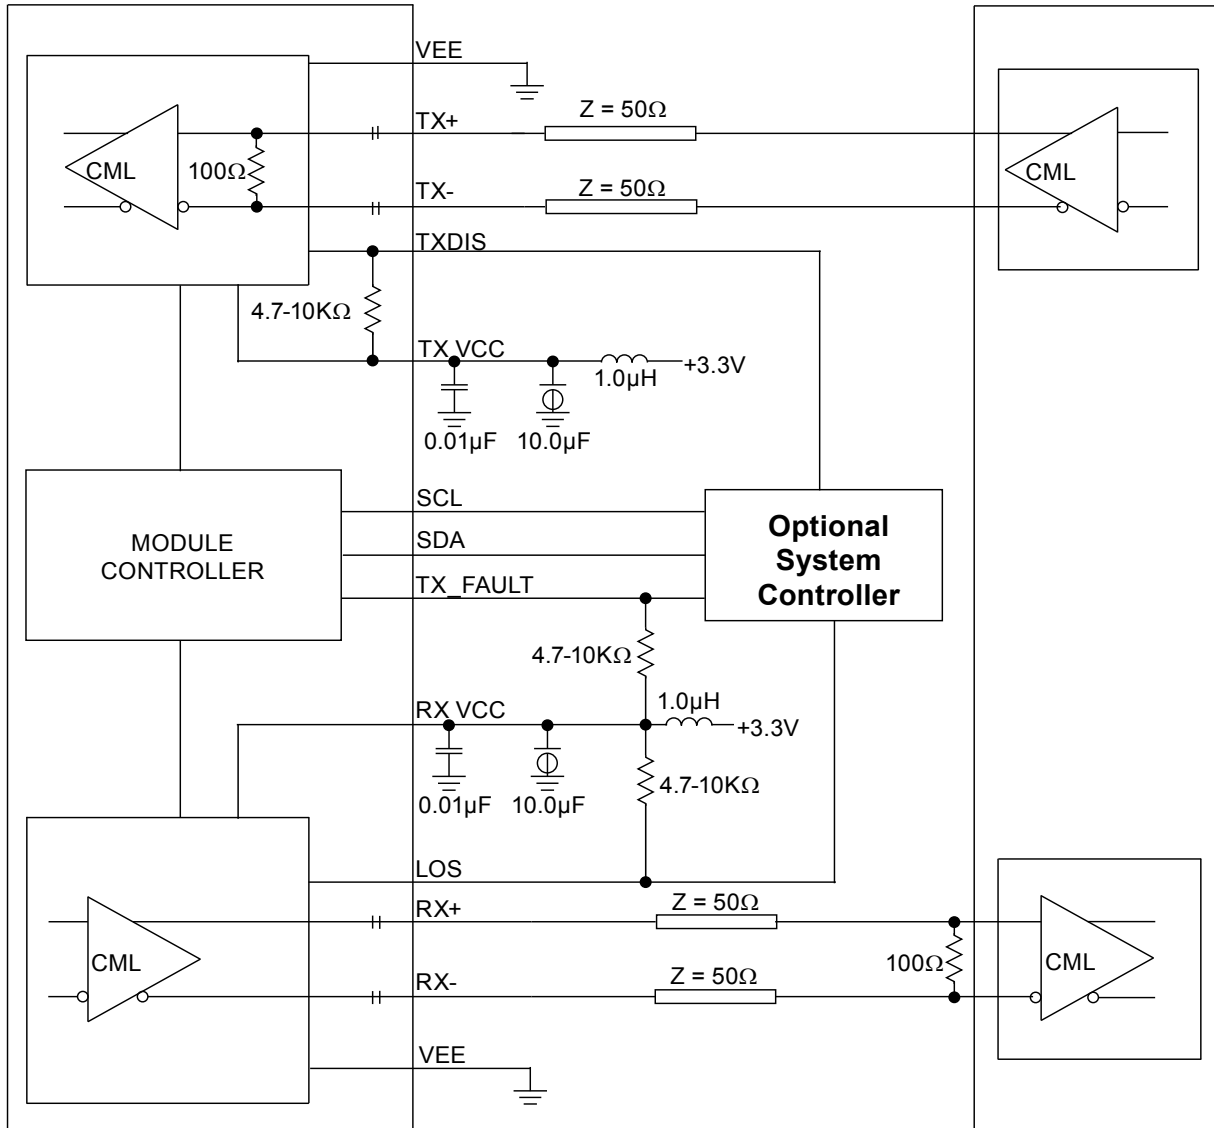 VEE
TX+
Z = 50Ω
CML
100Ω
CML
TX-
Z = 50Ω
TXDIS
4.7-10KΩ
TX VCC
+3.3V
1.0µH
0.01µF
10.0µF
SCL
MODULE
CONTROLLER
SDA
TX_FAULT
Optional
System
Controller
4.7-10KΩ
RX VCC
1.0µH
+3.3V
0.01µF
10.0µF
4.7-10KΩ
LOS
RX+
Z = 50Ω
CML
100Ω
CML
RX-
Z = 50Ω
VEE